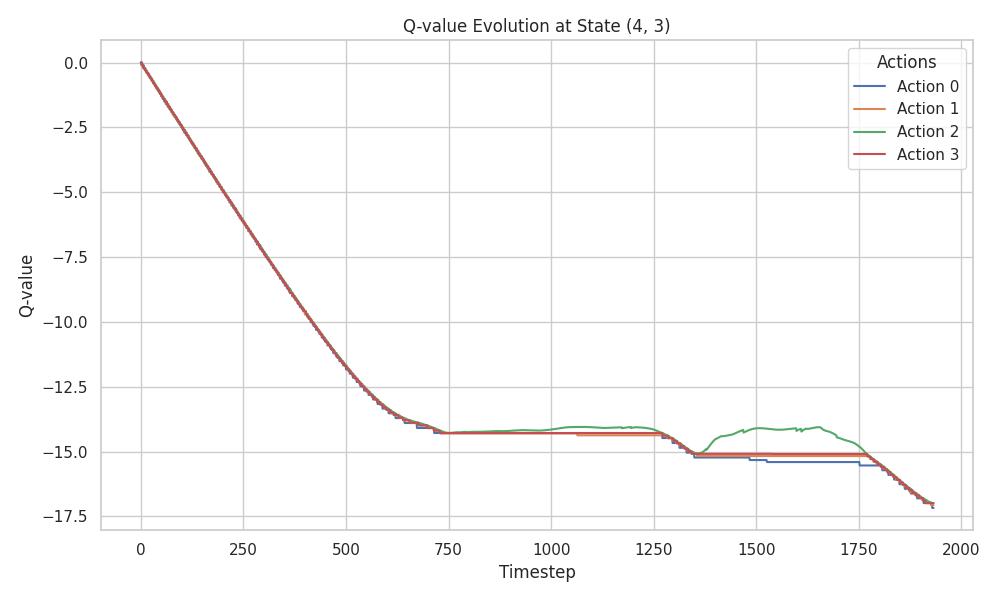 Q-value Evolution at State (4, 3)
Actions
Action 0
Action 1
Action 2
Action 3
Q-value
0.0
−2.5
−5.0
−7.5
−10.0
−12.5
−15.0
−17.5
0 250 500 750 1000 1250 1500 1750 2000
Timestep